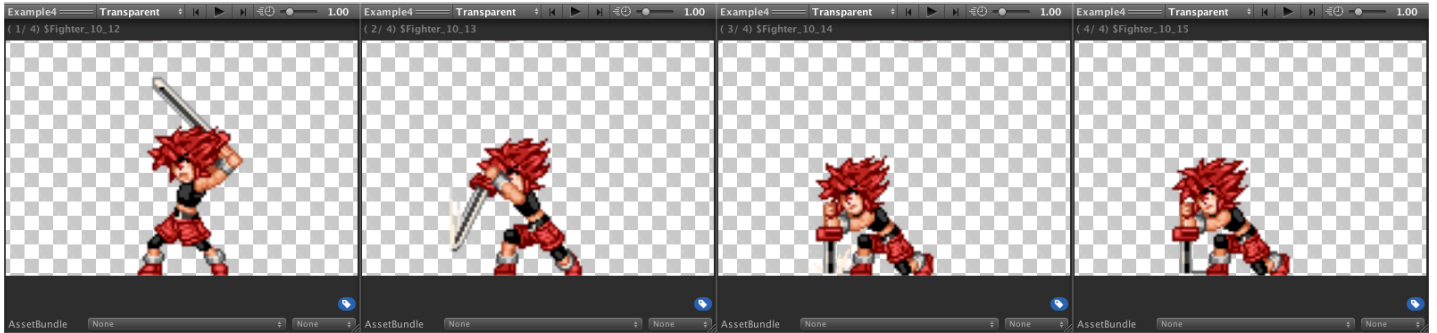 Example4 Transparent 1.00
( 1/ 4) $Fighter_10_12
AssetBundle None None
Example4 Transparent 1.00
( 2/ 4) $Fighter_10_13
AssetBundle None None
Example4 Transparent 1.00
( 3/ 4) $Fighter_10_14
AssetBundle None None
Example4 Transparent 1.00
( 4/ 4) $Fighter_10_15
AssetBundle None None